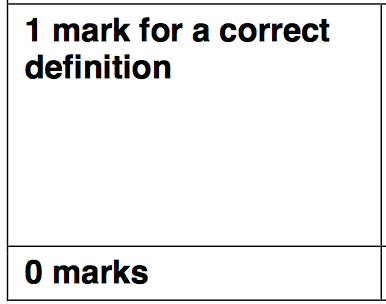 1 mark for a correct
definition
0 marks